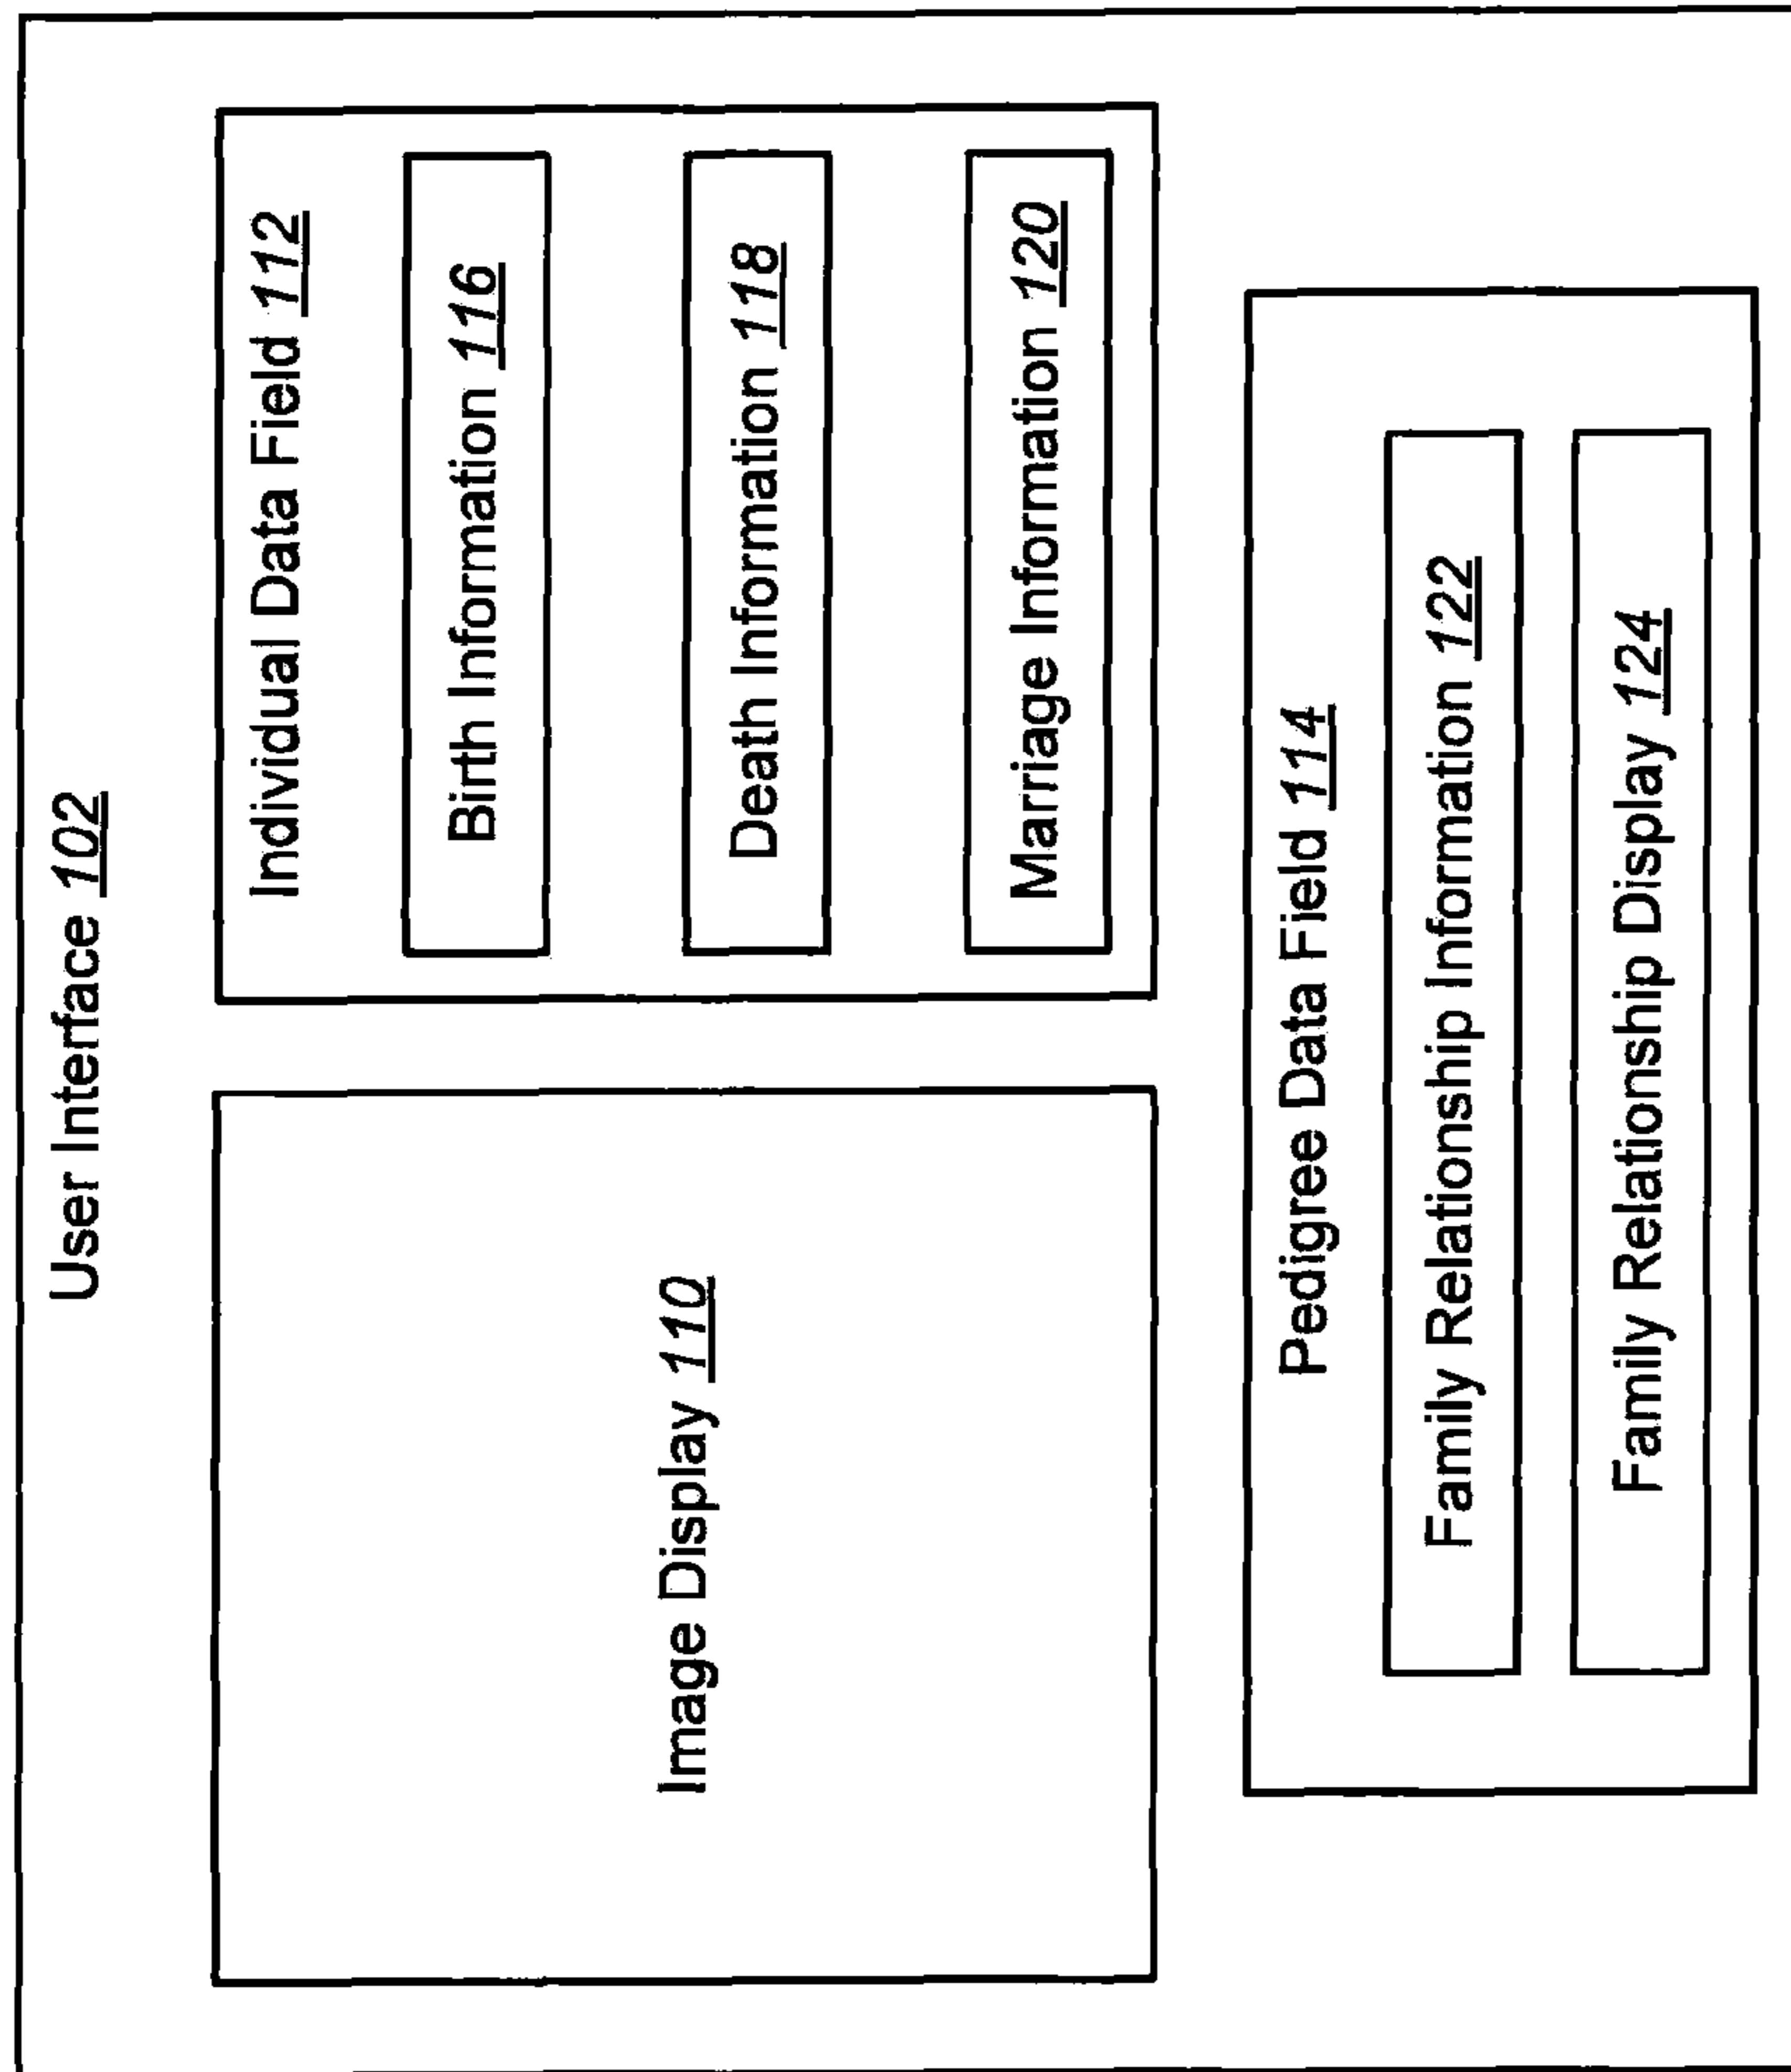 User Interface 102
Image Display 110
Individual Data Field 112
Birth Information 116
Death Information 118
Marriage Information 120
Pedigree Data Field 114
Family Relationship Information 122
Family Relationship Display 124